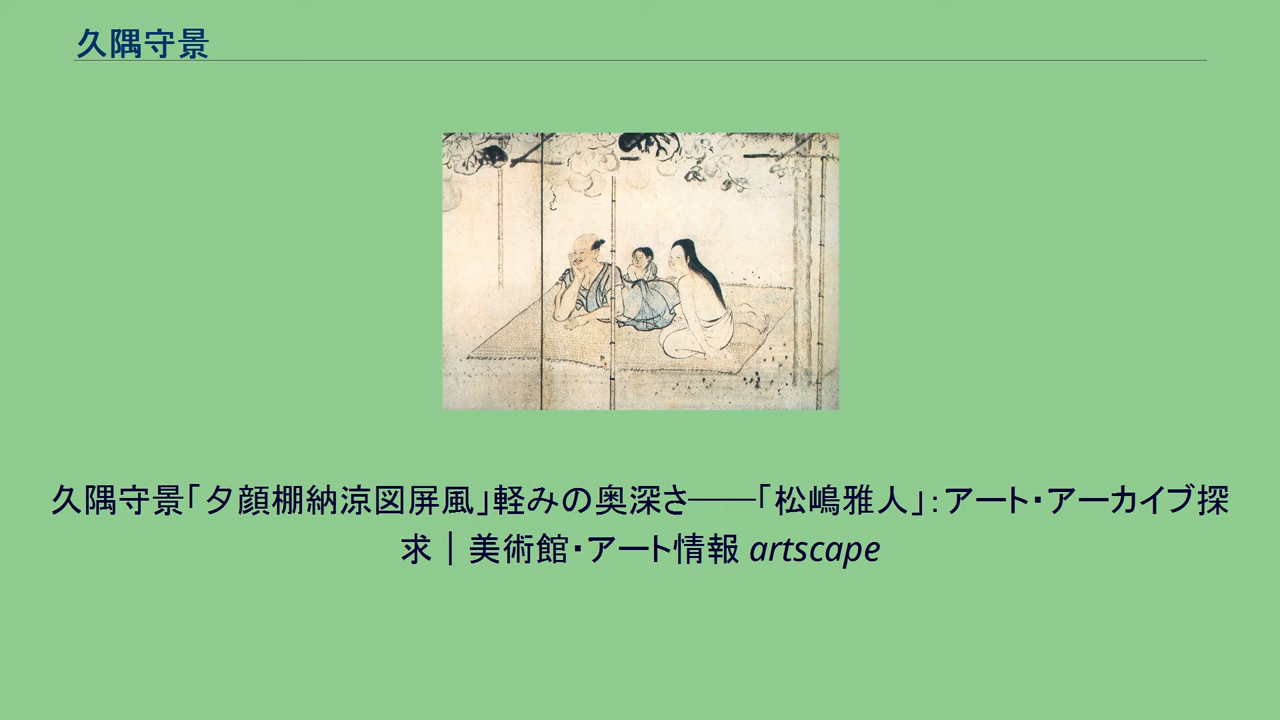 久隅守景
久隅守景「夕顔棚納涼図屏風」軽みの奥深さ──「松嶋雅人」：アート・アーカイブ探
求｜美術館・アート情報 artscape